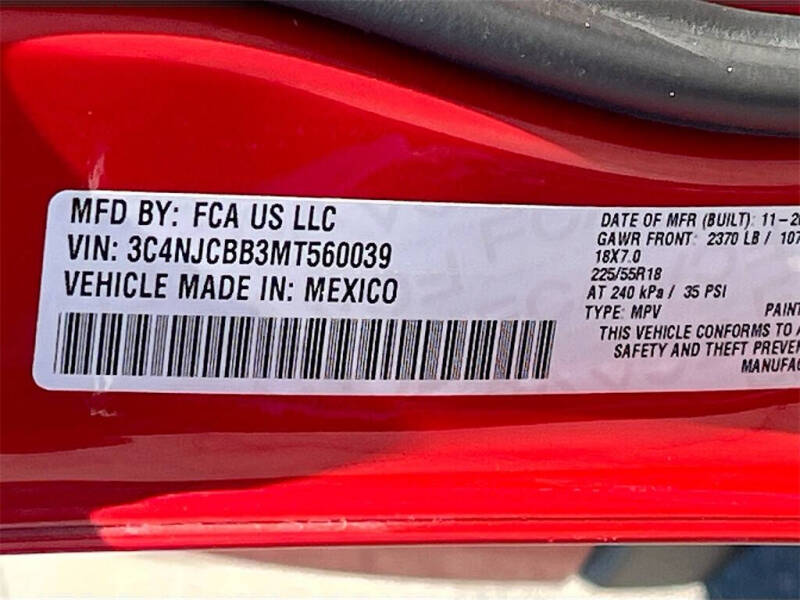 MFD BY: FCA US LLC
VIN: 3C4NJCBB3MT560039
VEHICLE MADE IN: MEXICO
DATE OF MFR (BUILT): 11-20
GAWR FRONT: 2370 LB / 107
18X7.0
225/55R18
AT 240 kPa / 35 PSI
TYPE: MPV PAINT
THIS VEHICLE CONFORMS TO A
SAFETY AND THEFT PREVEN
MANUFAC